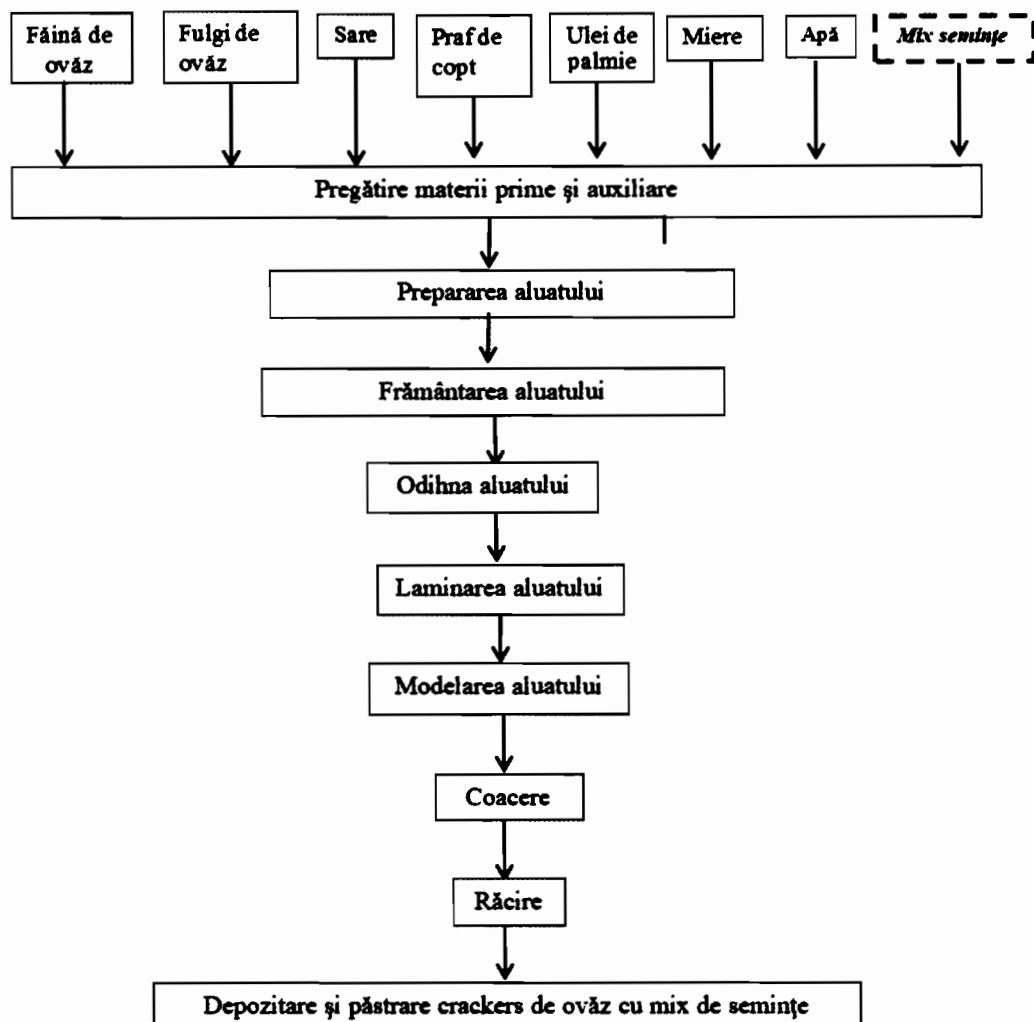 Făină de
ovăz
Fulgi de
ovăz
Sare
Praf de
copt
Ulei de
palmie
Miere
Apă
Mix semințe
Pregătire materii prime și auxiliare
Prepararea aluatului
Frământarea aluatului
Odihna aluatului
Laminarea aluatului
Modelarea aluatului
Coacere
Răcire
Depozitare și păstrare crackers de ovăz cu mix de semințe